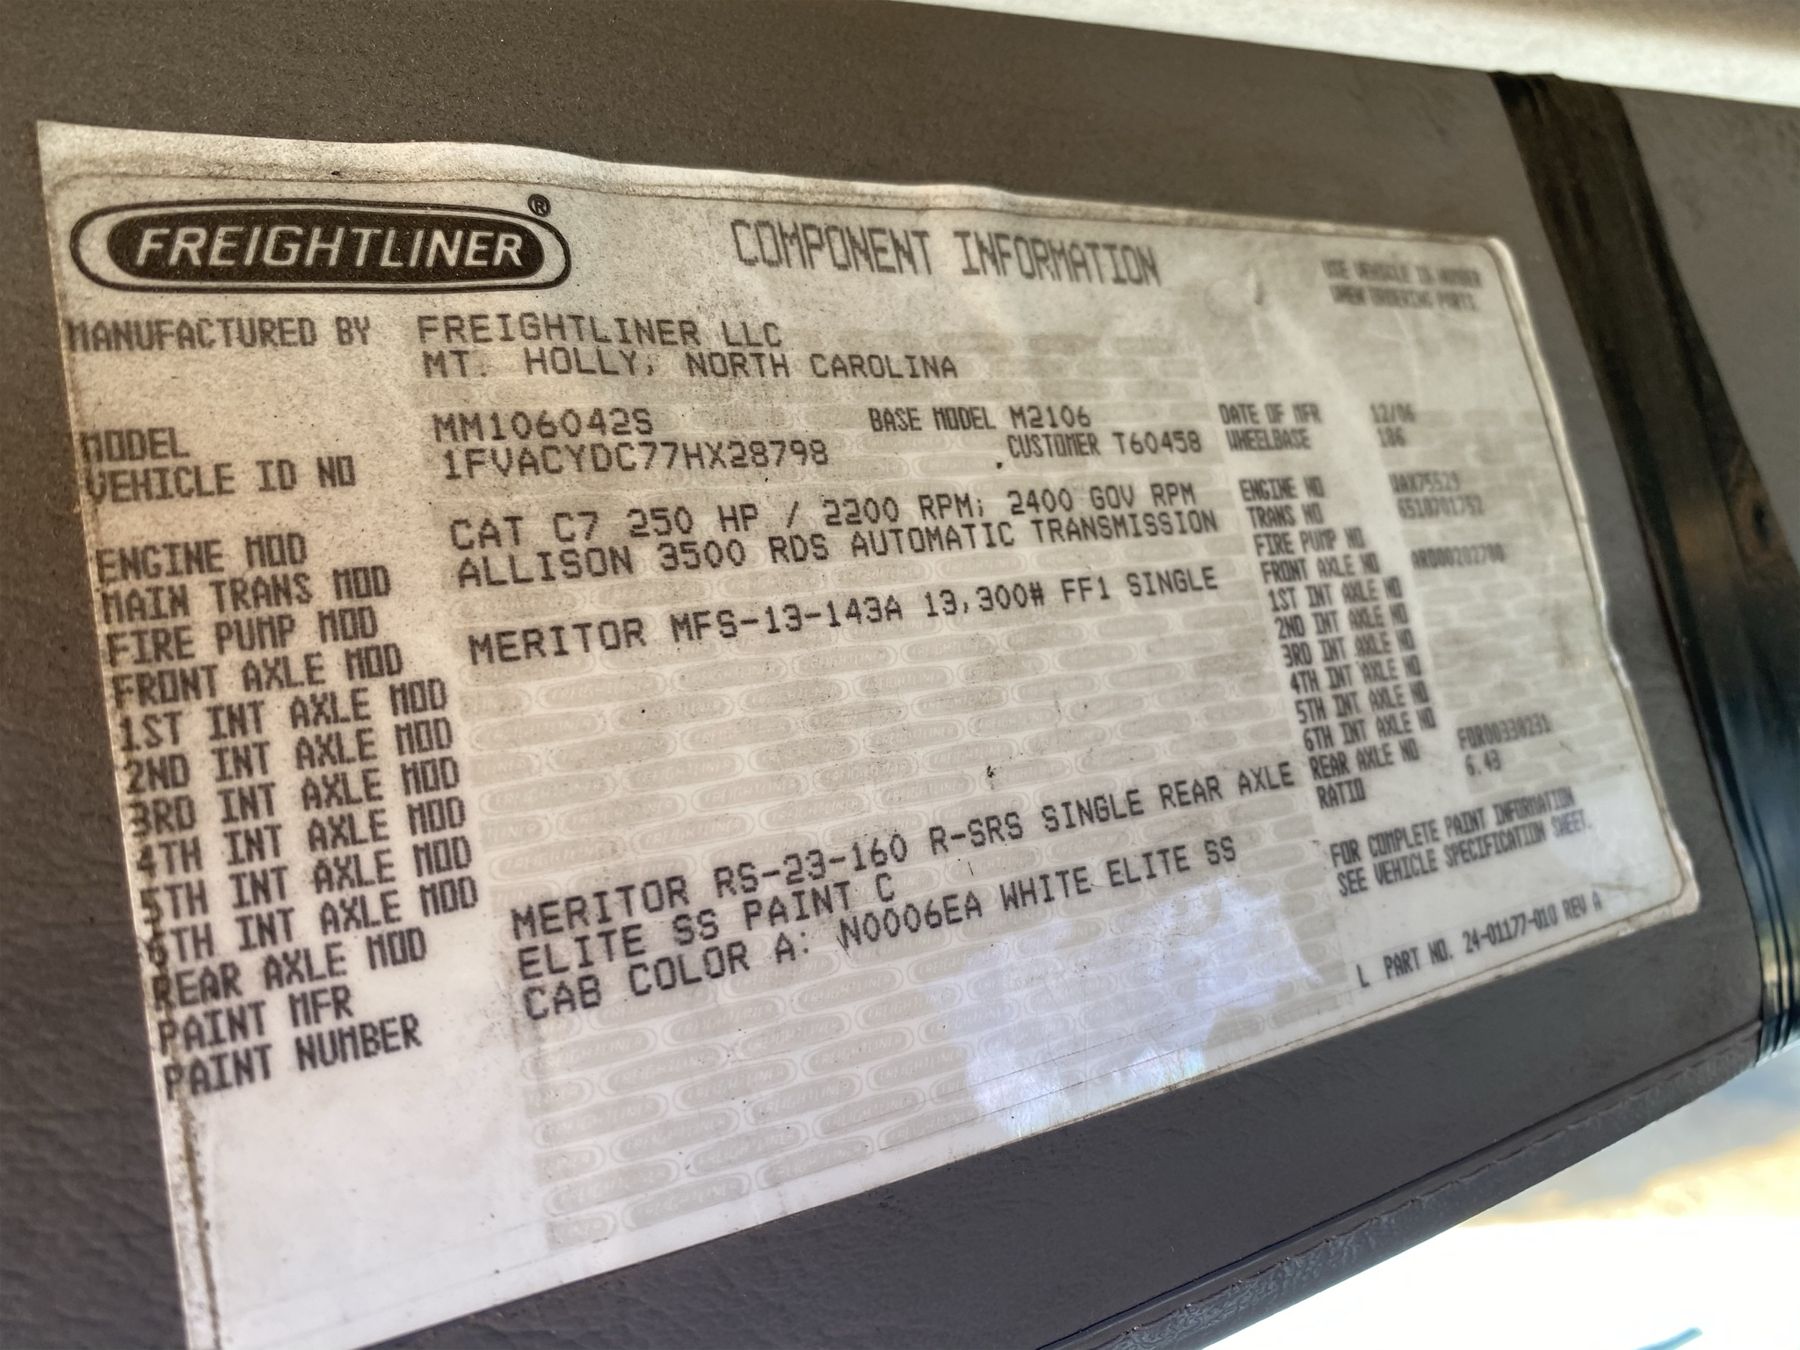 FREIGHTLINER ®
COMPONENT INFORMATION
USE VEHICLE ID NUMBER
WHEN ORDERING PARTS.
MANUFACTURED BY FREIGHTLINER LLC
MT. HOLLY, NORTH CAROLINA
MODEL MM106042S BASE MODEL M2106 DATE OF MFR 12/06
VEHICLE ID NO 1FVACYDC77HX28798 CUSTOMER T60458 WHEELBASE 186
ENGINE MOD CAT C7 250 HP / 2200 RPM; 2400 GOV RPM ENGINE NO
MAIN TRANS MOD ALLISON 3500 RDS AUTOMATIC TRANSMISSION TRANS NO 6510701752
FIRE PUMP MOD FIRE PUMP NO
FRONT AXLE MOD MERITOR MFS-13-143A 13,300# FF1 SINGLE FRONT AXLE NO
1ST INT AXLE MOD 1ST INT AXLE NO
2ND INT AXLE MOD 2ND INT AXLE NO
3RD INT AXLE MOD 3RD INT AXLE NO
4TH INT AXLE MOD 4TH INT AXLE NO
5TH INT AXLE MOD 5TH INT AXLE NO
6TH INT AXLE MOD 6TH INT AXLE NO
REAR AXLE MOD MERITOR RS-23-160 R-SRS SINGLE REAR AXLE REAR AXLE NO
RATIO 6.43
PAINT MFR ELITE SS PAINT C
PAINT NUMBER CAB COLOR A: N0006EA WHITE ELITE SS
FOR COMPLETE PAINT INFORMATION
SEE VEHICLE SPECIFICATION SHEET.
L PART NO. 24-01177-010 REV A